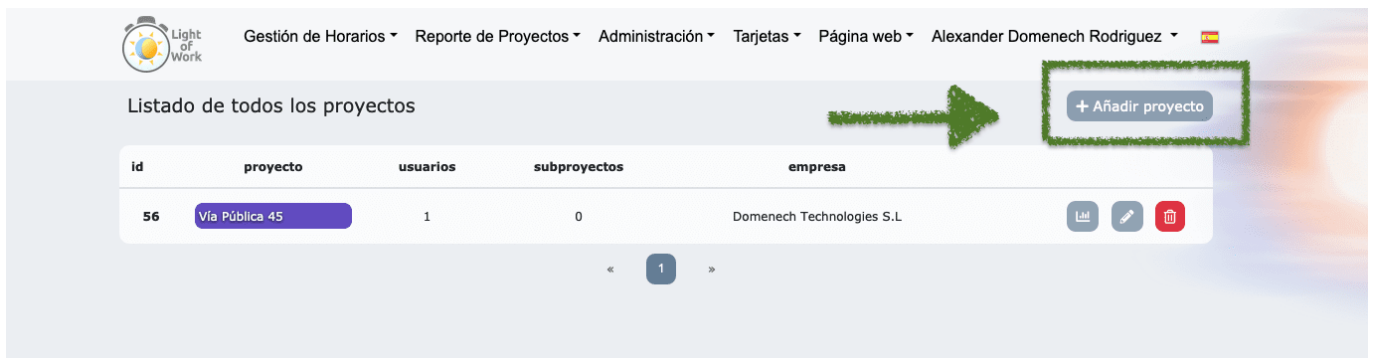 Light
of
Work
Gestión de Horarios Reporte de Proyectos Administración Tarjetas Página web Alexander Domenech Rodriguez
Listado de todos los proyectos
+ Añadir proyecto
id proyecto usuarios subproyectos empresa
56 Vía Pública 45 1 0 Domenech Technologies S.L
« 1 »